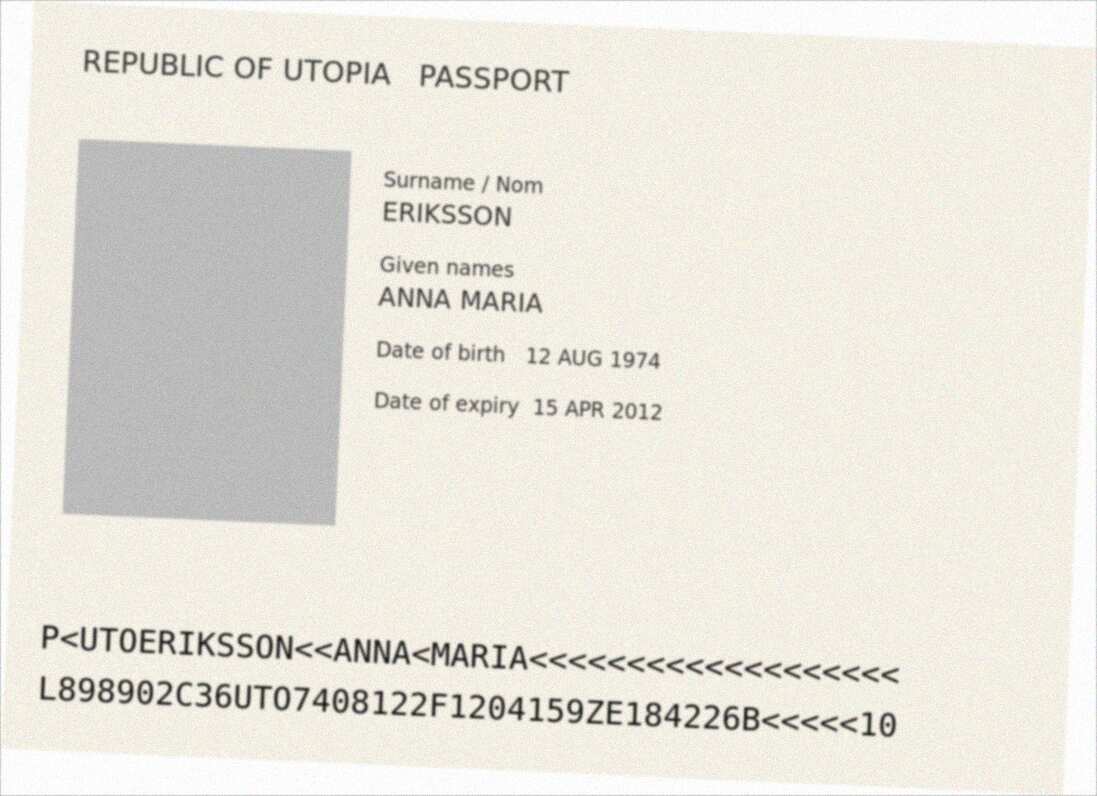 REPUBLIC OF UTOPIA PASSPORT
Surname / Nom
ERIKSSON
Given names
ANNA MARIA
Date of birth 12 AUG 1974
Date of expiry 15 APR 2012
P<UTOERIKSSON<<ANNA<MARIA<<<<<<<<<<<<<<<<<<<
L898902C36UTO7408122F1204159ZE184226B<<<<<10